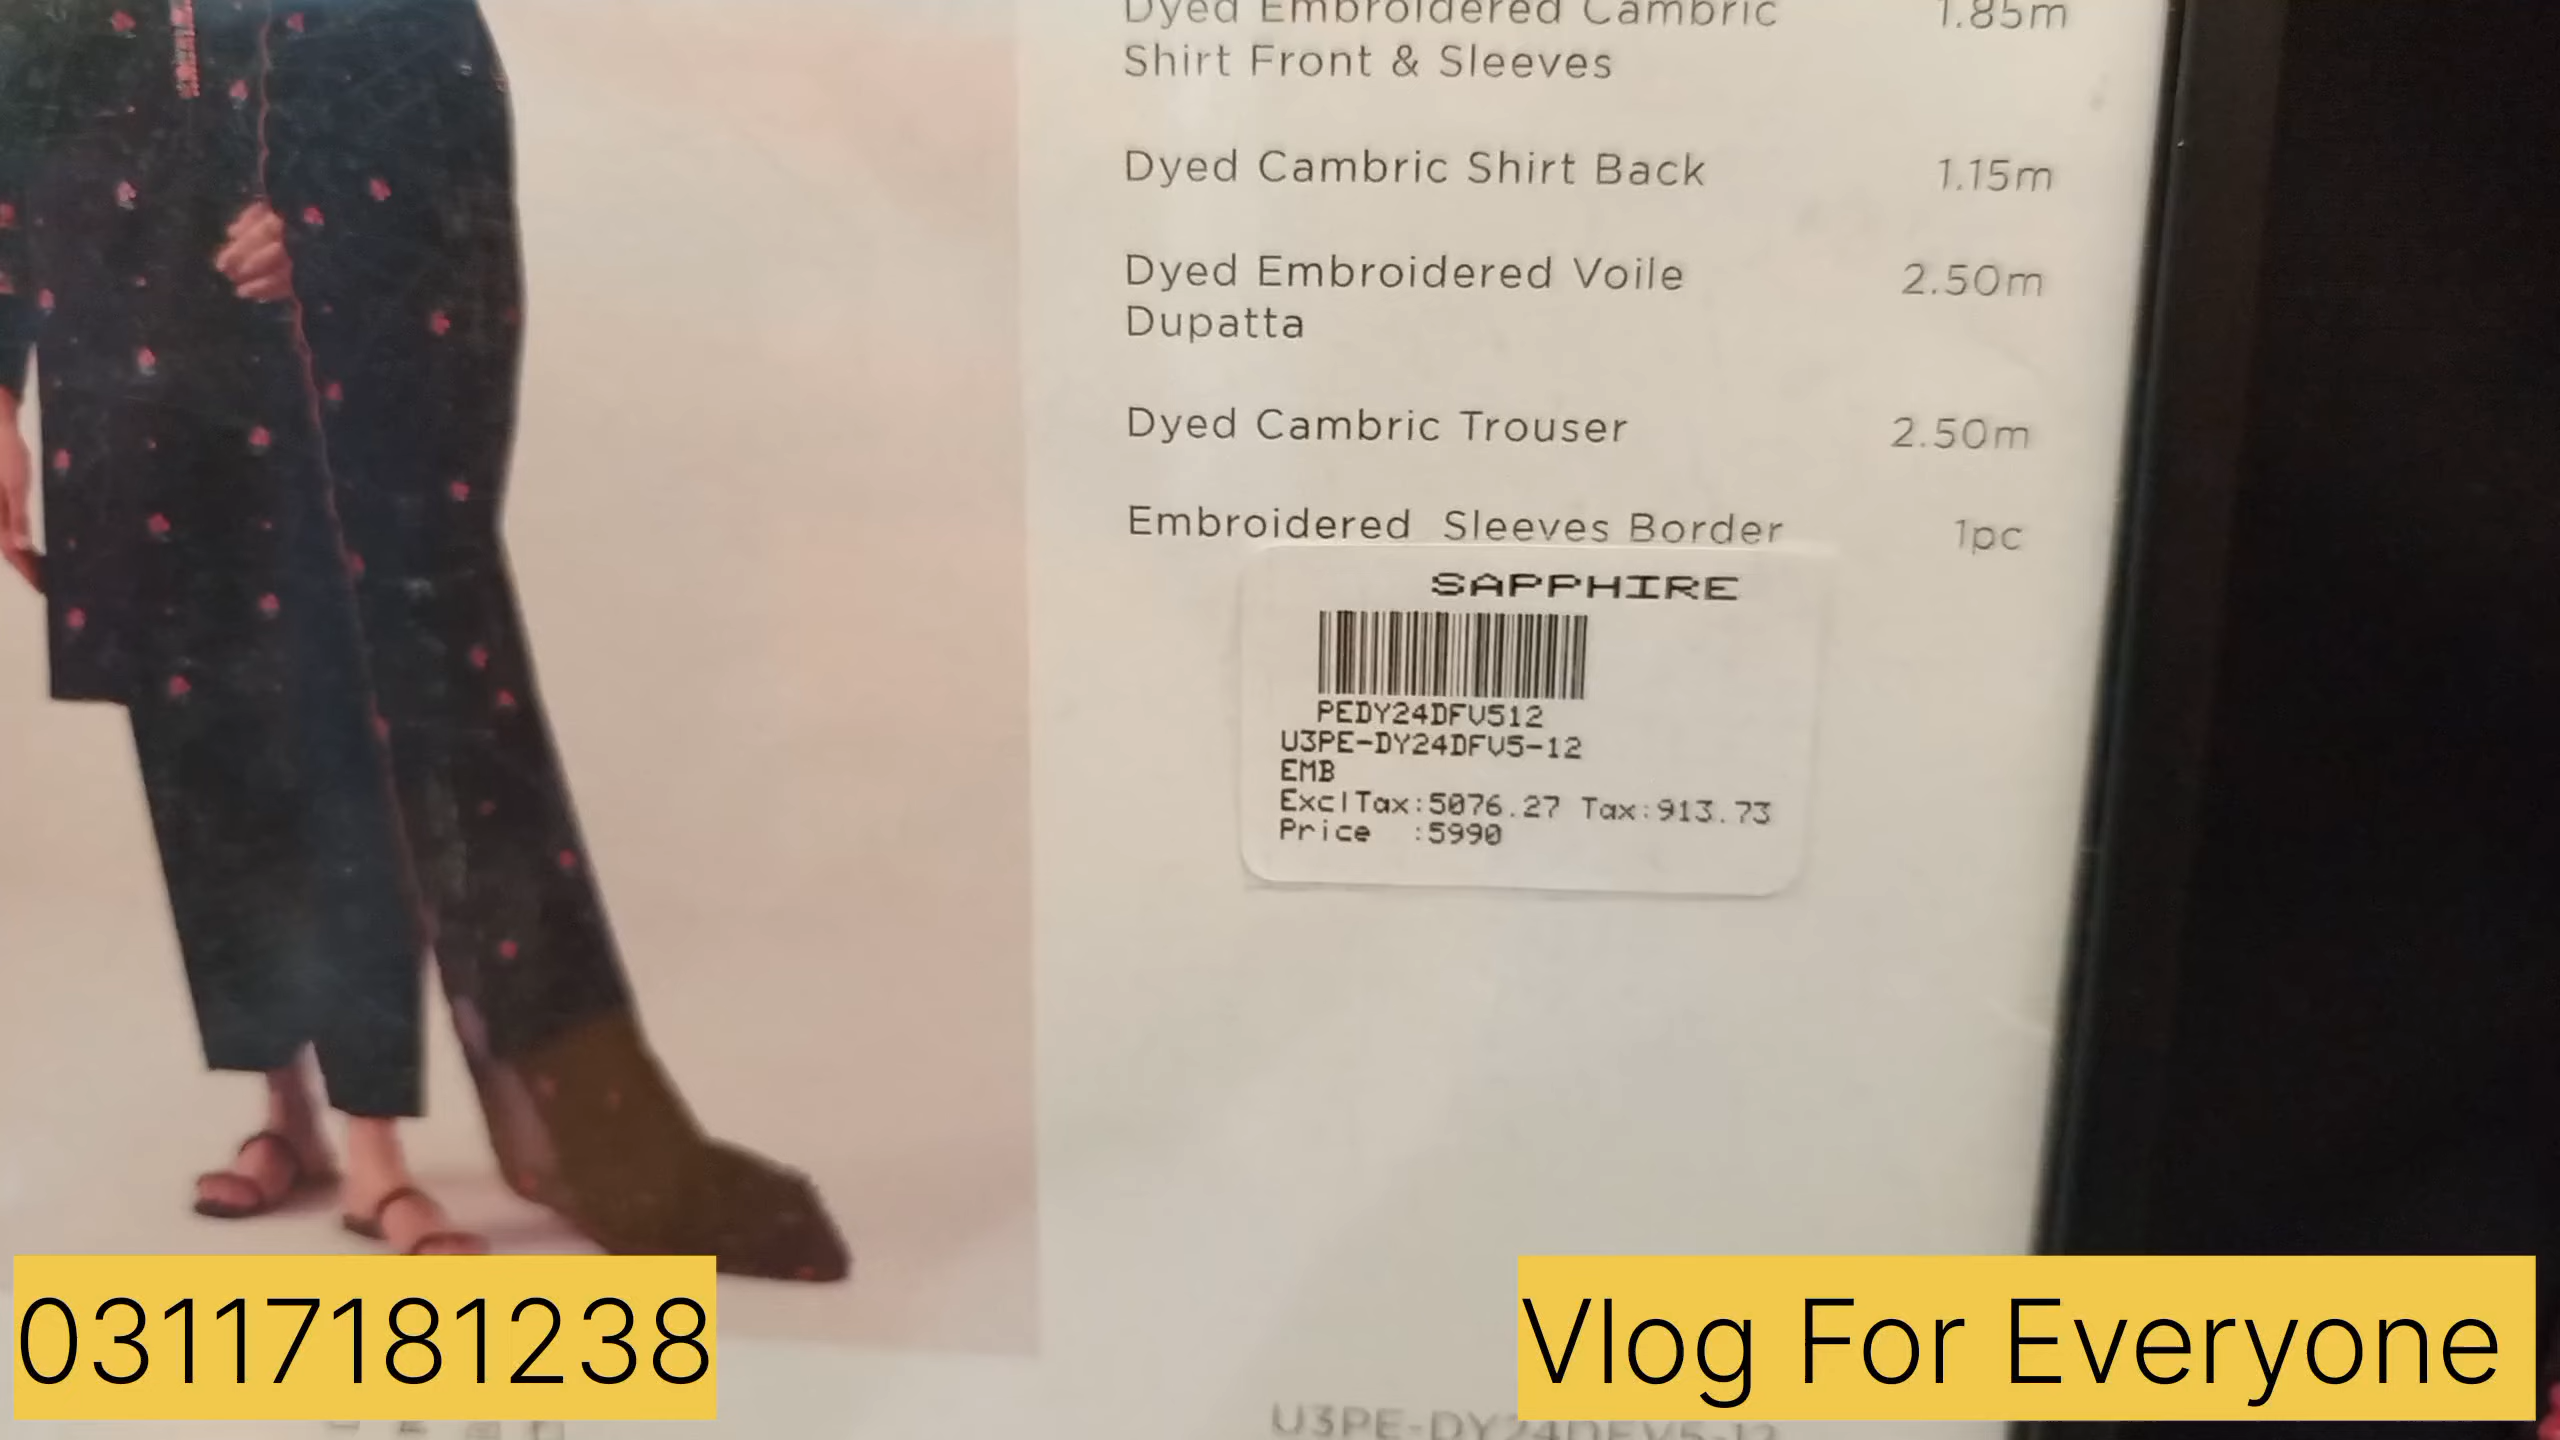 Dyed Embroidered Cambric 1.85m
Shirt Front & Sleeves
Dyed Cambric Shirt Back 1.15m
Dyed Embroidered Voile 2.50m
Dupatta
Dyed Cambric Trouser 2.50m
Embroidered Sleeves Border 1pc
SAPPHIRE
PEDY24DFV512
U3PE-DY24DFV5-12
EMB
ExclTax:5076.27 Tax:913.73
Price :5990
03117181238
Vlog For Everyone
U3PE-DY24DFV5-12